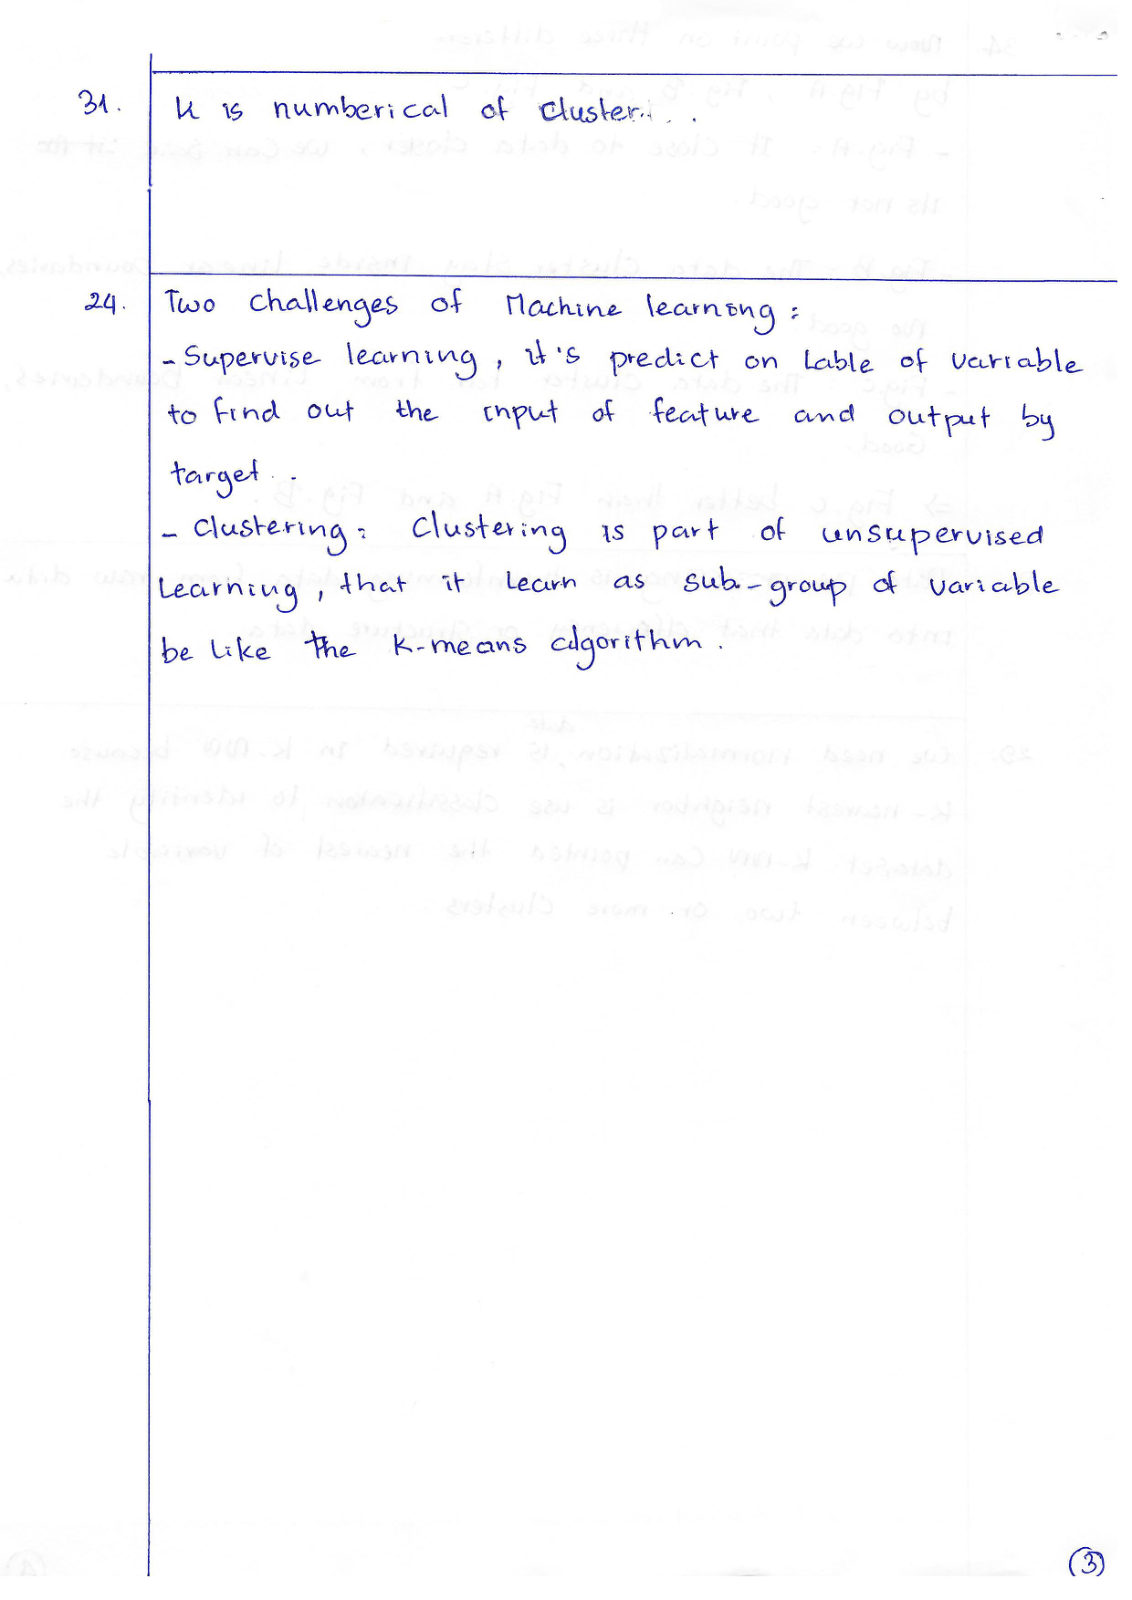 31. K is numberical of cluster...
24. Two challenges of Machine learning :
- Supervise learning, it's predict on Lable of variable
to find out the input of feature and output by
target..
- Clustering : Clustering is part of unsupervised
Learning, that it Learn as sub-group of variable
be like the K-means algorithm.
3